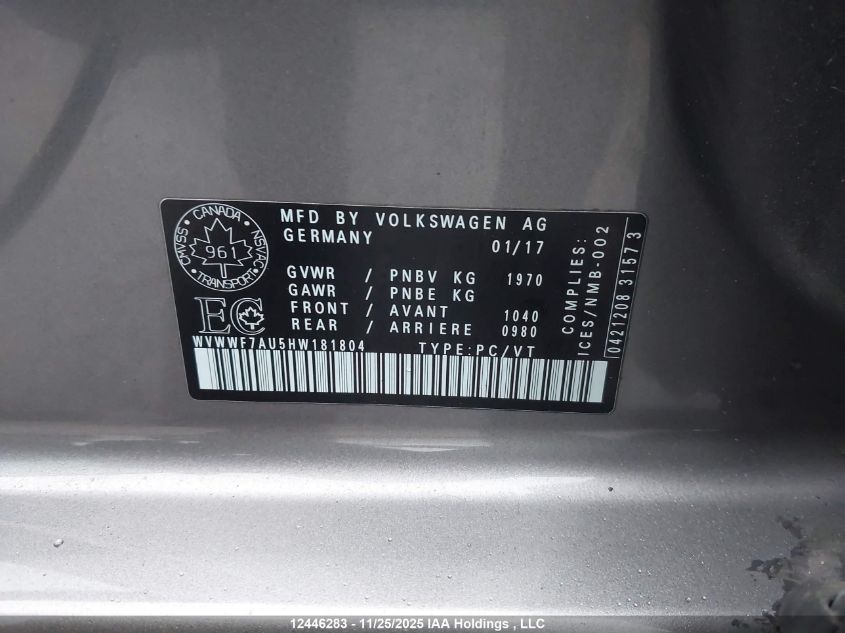 CANADA
CMVSS
961
NSVAC
TRANSPORT
EC
MFD BY VOLKSWAGEN AG
GERMANY 01/17
GVWR / PNBV KG 1970
GAWR / PNBE KG
FRONT / AVANT 1040
REAR / ARRIERE 0980
WVWWF7AU5HW181804 TYPE:PC/VT
COMPLIES:
ICES/NMB-002
0421208 31573
12446283 - 11/25/2025 IAA Holdings , LLC